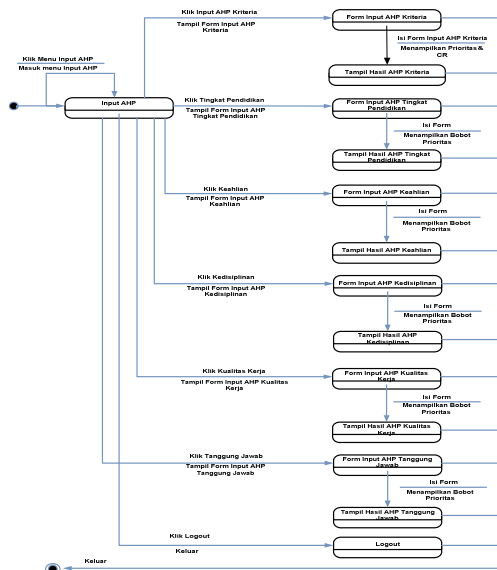 Klik Input AHP Kriteria
Tampil Form Input AHP
Kriteria
Form Input AHP Kriteria
Isi Form Input AHP Kriteria
Menampilkan Prioritas &
CR
Tampil Hasil AHP Kriteria
Klik Menu Input AHP
Masuk menu Input AHP
Input AHP
Klik Tingkat Pendidikan
Tampil Form Input AHP
Tingkat Pendidikan
Form Input AHP Tingkat
Pendidikan
Isi Form
Menampilkan Bobot
Prioritas
Tampil Hasil AHP Tingkat
Pendidikan
Klik Keahlian
Tampil Form Input AHP
Keahlian
Form Input AHP Keahlian
Isi Form
Menampilkan Bobot
Prioritas
Tampil Hasil AHP Keahlian
Klik Kedisiplinan
Tampil Form Input AHP
Kedisiplinan
Form Input AHP Kedisiplinan
Isi Form
Menampilkan Bobot
Prioritas
Tampil Hasil AHP
Kedisiplinan
Klik Kualitas Kerja
Tampil Form Input AHP Kualitas
Kerja
Form Input AHP Kualitas
Kerja
Isi Form
Menampilkan Bobot
Prioritas
Tampil Hasil AHP Kualitas
Kerja
Klik Tanggung Jawab
Tampil Form Input AHP
Tanggung Jawab
Form Input AHP Tanggung
Jawab
Isi Form
Menampilkan Bobot
Prioritas
Tampil Hasil AHP Tanggung
Jawab
Klik Logout
Keluar
Logout
Keluar